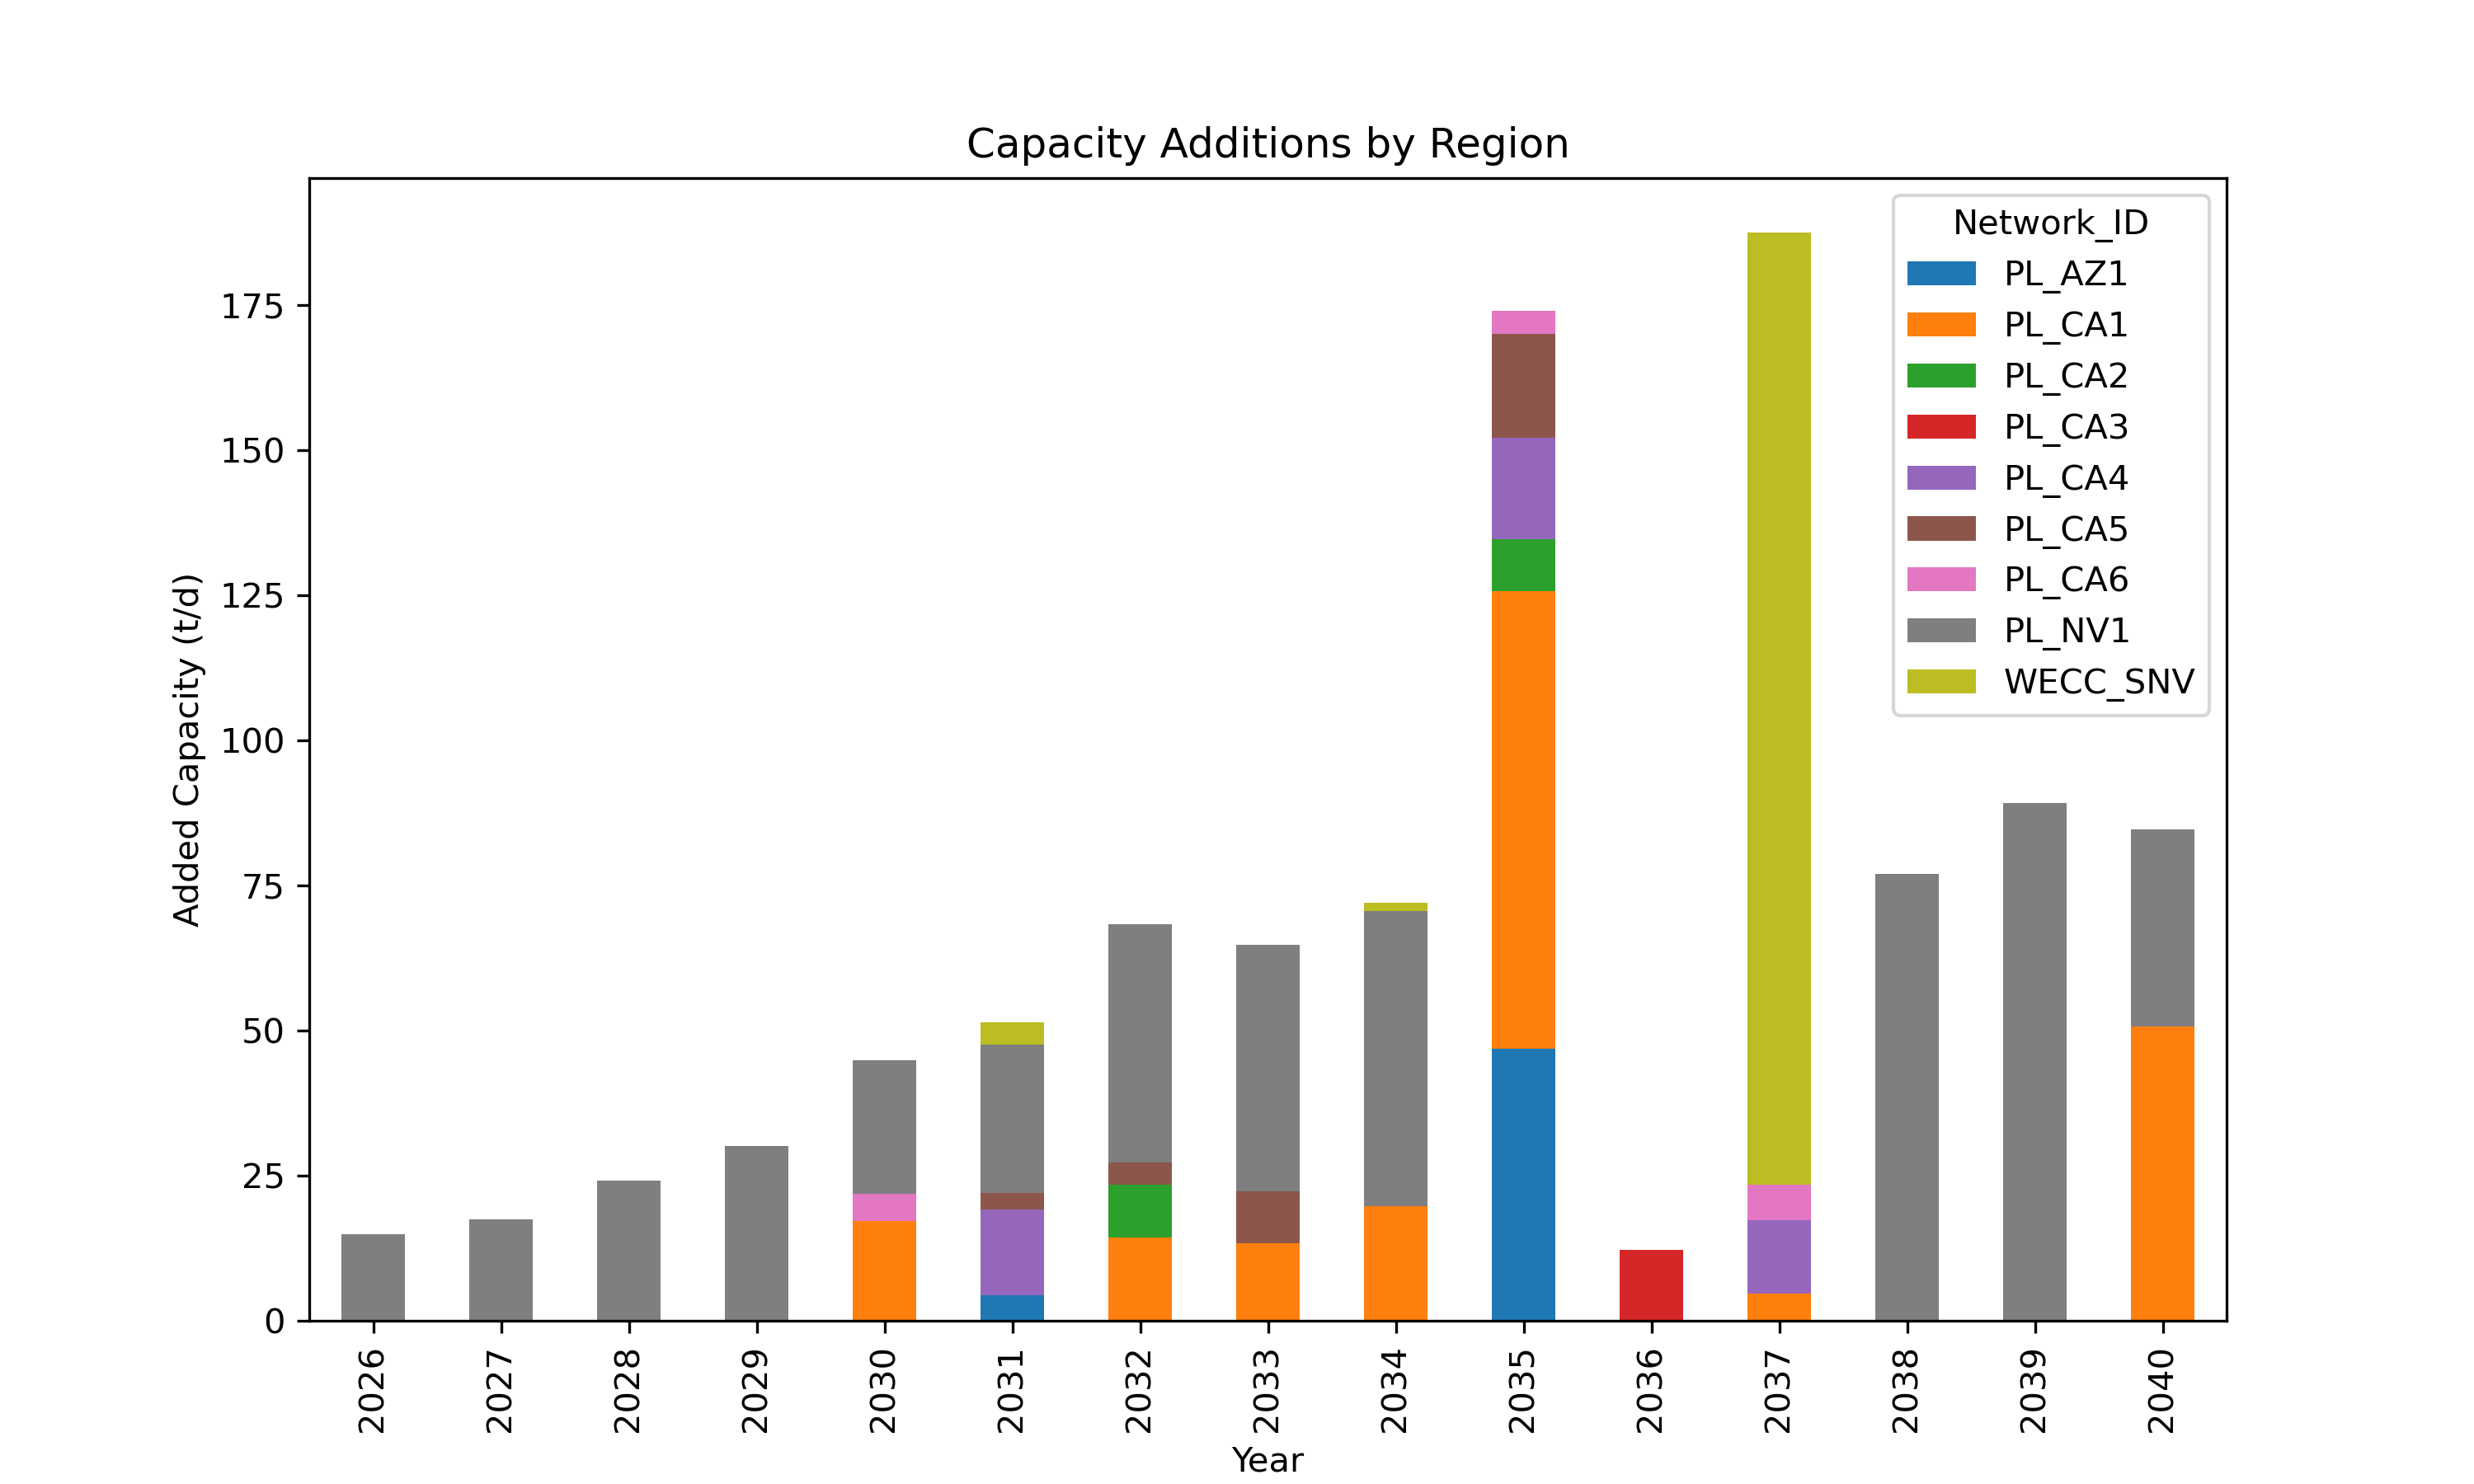 Capacity Additions by Region
Added Capacity (t/d)
175
150
125
100
75
50
25
0
Network_ID
PL_AZ1
PL_CA1
PL_CA2
PL_CA3
PL_CA4
PL_CA5
PL_CA6
PL_NV1
WECC_SNV
2026 2027 2028 2029 2030 2031 2032 2033 2034 2035 2036 2037 2038 2039 2040
Year